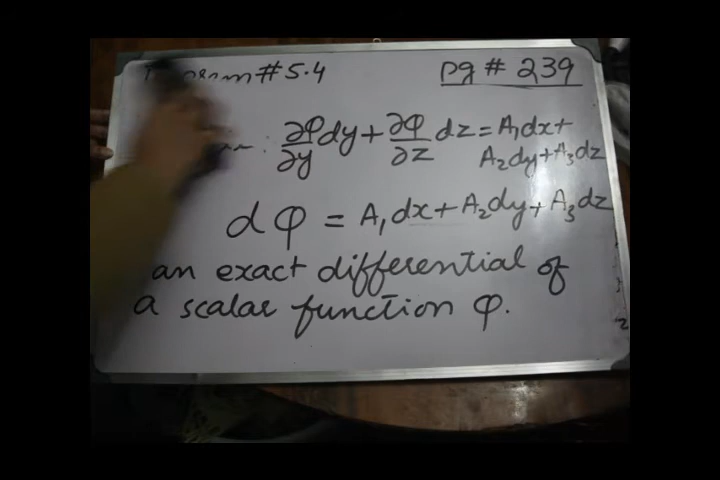 #5.4 pg # 239
∂φ/∂y dy + ∂φ/∂z dz = A₁dx +
A₂dy + A₃dz
dφ = A₁dx + A₂dy + A₃dz
an exact differential of
a scalar function φ.